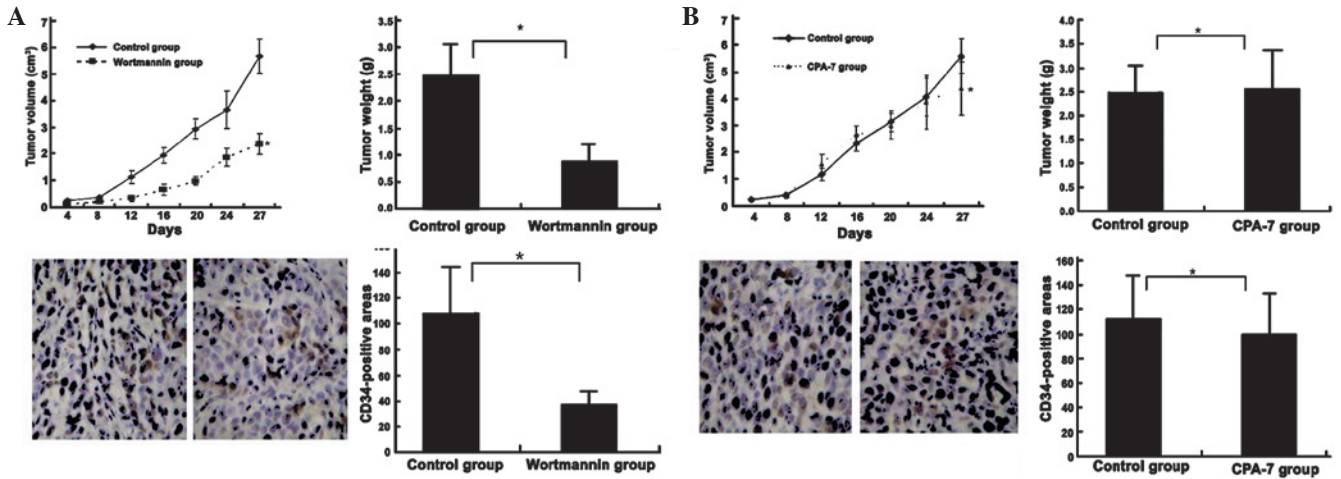 A
Tumor volume (cm³)
7
6
5
4
3
2
1
0
Control group
Wortmannin group
*
4 8 12 16 20 24 27
Days
Tumor weight (g)
3.5
3.0
2.5
2.0
1.5
1.0
0.5
0.0
*
Control group Wortmannin group
CD34-positive areas
140
120
100
80
60
40
20
0
*
Control group Wortmannin group
B
Tumor volume (cm³)
7
6
5
4
3
2
1
0
Control group
CPA-7 group
*
4 8 12 16 20 24 27
Days
Tumor weight (g)
4.0
3.5
3.0
2.5
2.0
1.5
1.0
0.5
0.0
*
Control group CPA-7 group
CD34-positive areas
160
140
120
100
80
60
40
20
0
*
Control group CPA-7 group